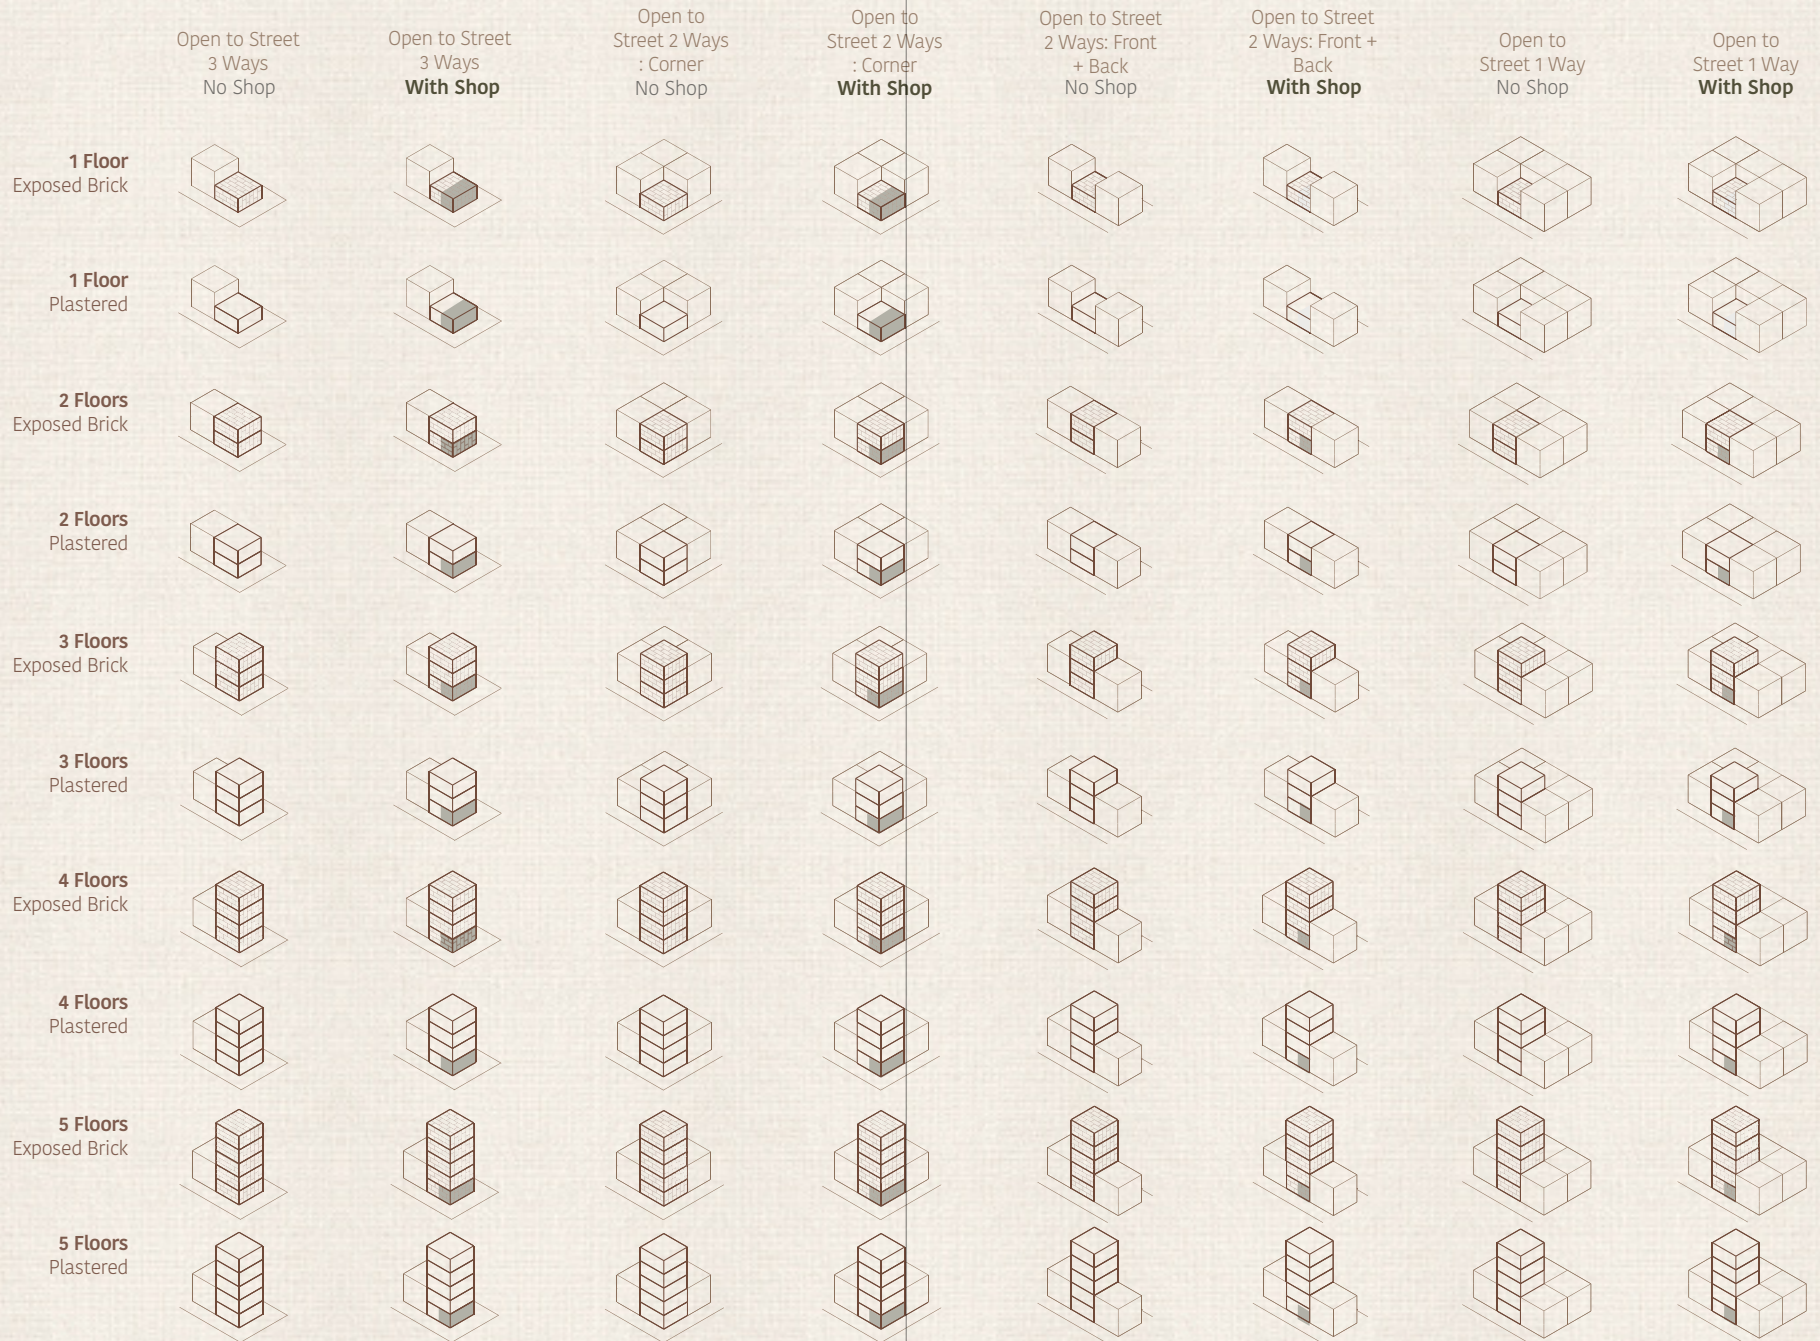 Open to Street
3 Ways
No Shop
Open to Street
3 Ways
With Shop
Open to
Street 2 Ways
: Corner
No Shop
Open to
Street 2 Ways
: Corner
With Shop
Open to Street
2 Ways: Front
+ Back
No Shop
Open to Street
2 Ways: Front +
Back
With Shop
Open to
Street 1 Way
No Shop
Open to
Street 1 Way
With Shop
1 Floor
Exposed Brick
1 Floor
Plastered
2 Floors
Exposed Brick
2 Floors
Plastered
3 Floors
Exposed Brick
3 Floors
Plastered
4 Floors
Exposed Brick
4 Floors
Plastered
5 Floors
Exposed Brick
5 Floors
Plastered